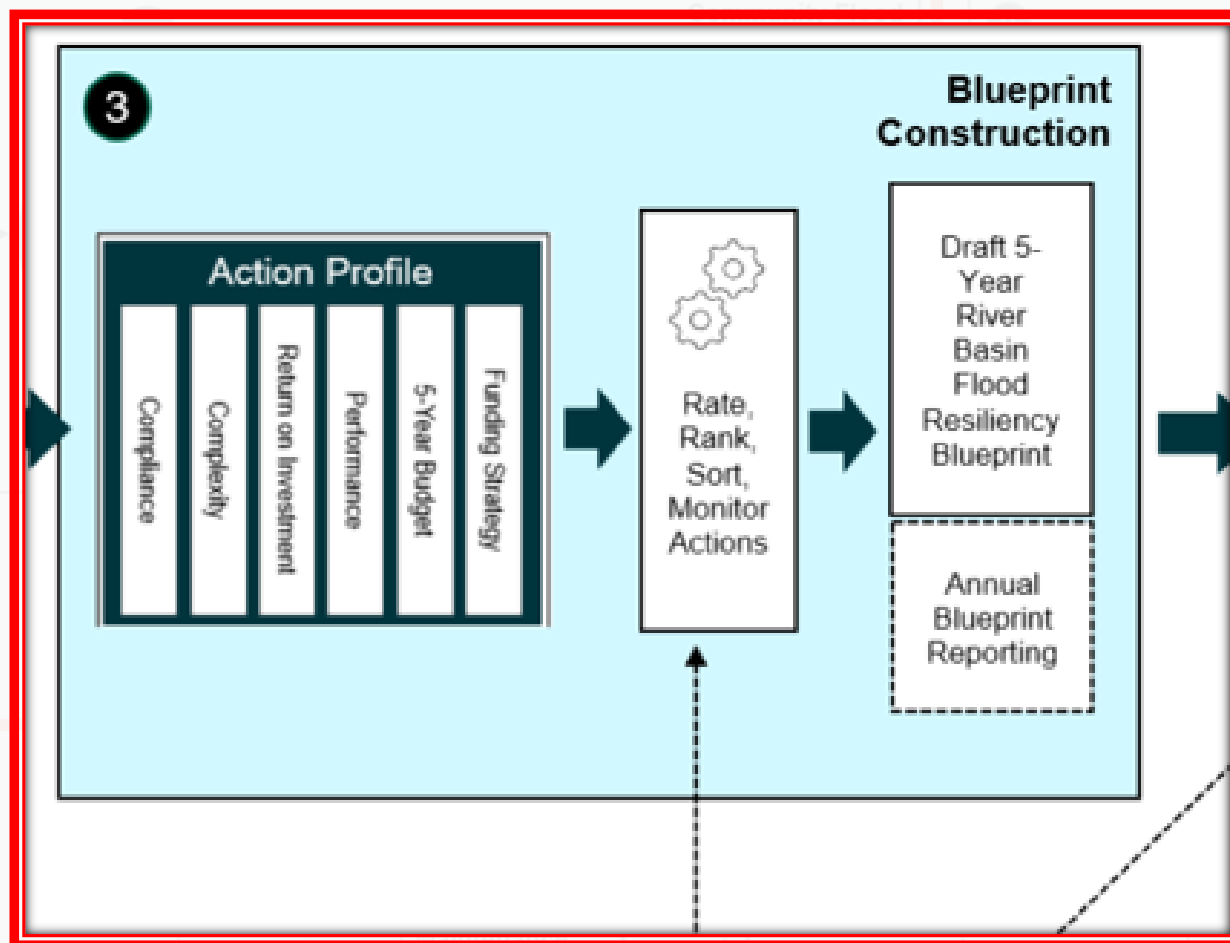 3
Blueprint
Construction
Action Profile
Compliance
Complexity
Return on Investment
Performance
5-Year Budget
Funding Strategy
Rate,
Rank,
Sort,
Monitor
Actions
Draft 5-
Year
River
Basin
Flood
Resiliency
Blueprint
Annual
Blueprint
Reporting